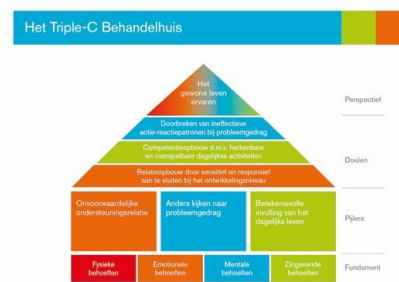 Het Triple-C Behandelhuis
Het
gewone leven
ervaren
Perspectief
Doorbreken van ineffectieve
actie-reactiepatronen bij probleemgedrag
Competentieopbouw d.m.v. herkenbare
en voorspelbare dagelijkse activiteiten
Doelen
Relatieopbouw door sensitief en responsief
aan te sluiten bij het ontwikkelingsniveau
Onvoorwaardelijke
ondersteuningsrelatie
Anders kijken naar
probleemgedrag
Betekenisvolle
invulling van het
dagelijks leven
Pijlers
Fysieke
behoeften
Emotionele
behoeften
Mentale
behoeften
Zingevende
behoeften
Fundament